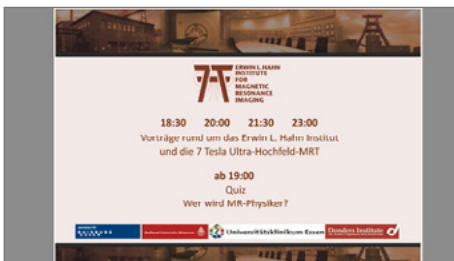 ERWIN L. HAHN
INSTITUTE
FOR
MAGNETIC
RESONANCE
IMAGING
18:30 20:00 21:30 23:00
Vorträge rund um das Erwin L. Hahn Institut
und die 7 Tesla Ultra-Hochfeld-MRT
ab 19:00
Quiz
Wer wird MR-Physiker?
Universitätsklinikum Essen
Donders Institute